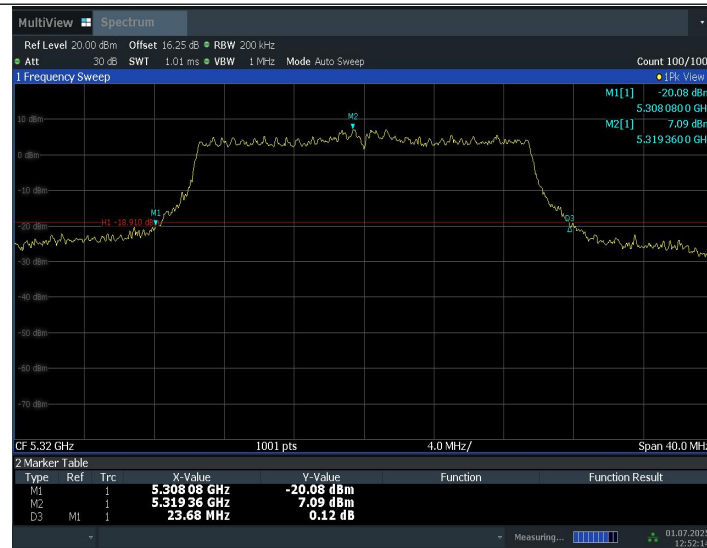 MultiView Spectrum
Ref Level 20.00 dBm Offset 16.25 dB RBW 200 kHz
Att 30 dB SWT 1.01 ms VBW 1 MHz Mode Auto Sweep Count 100/100
1 Frequency Sweep 1Pk View
M1[1] -20.08 dBm
5.308 080 0 GH
M2[1] 7.09 dBm
5.319 360 0 GH
M2
10 dBm
0 dBm
-10 dBm
M1
H1 -18.910 dB
D3
-20 dBm
-30 dBm
-40 dBm
-50 dBm
-60 dBm
-70 dBm
CF 5.32 GHz 1001 pts 4.0 MHz/ Span 40.0 MHz
2 Marker Table
Type Ref Trc X-Value Y-Value Function Function Result
M1 1 5.308 08 GHz -20.08 dBm
M2 1 5.319 36 GHz 7.09 dBm
D3 M1 1 23.68 MHz 0.12 dB
Measuring... 01.07.2025
12:52:14